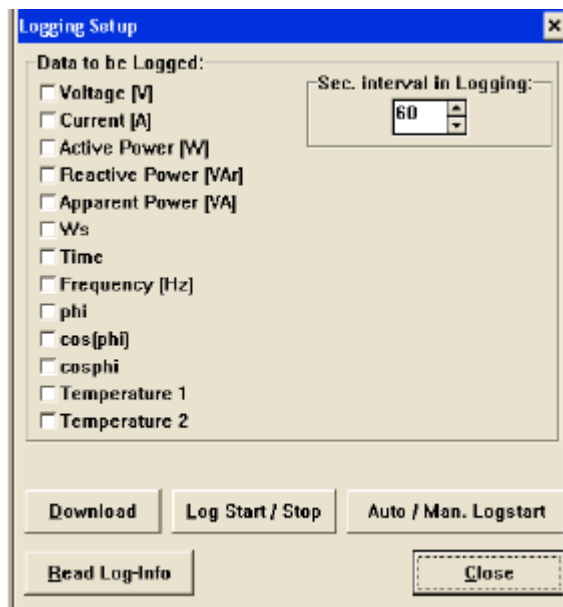 Logging Setup
Data to be Logged:
Voltage [V]
Current [A]
Active Power [W]
Reactive Power [VAr]
Apparent Power [VA]
Ws
Time
Frequency [Hz]
phi
cos(phi)
cosphi
Temperature 1
Temperature 2
Sec. interval in Logging:
60
Download
Log Start / Stop
Auto / Man. Logstart
Read Log-Info
Close